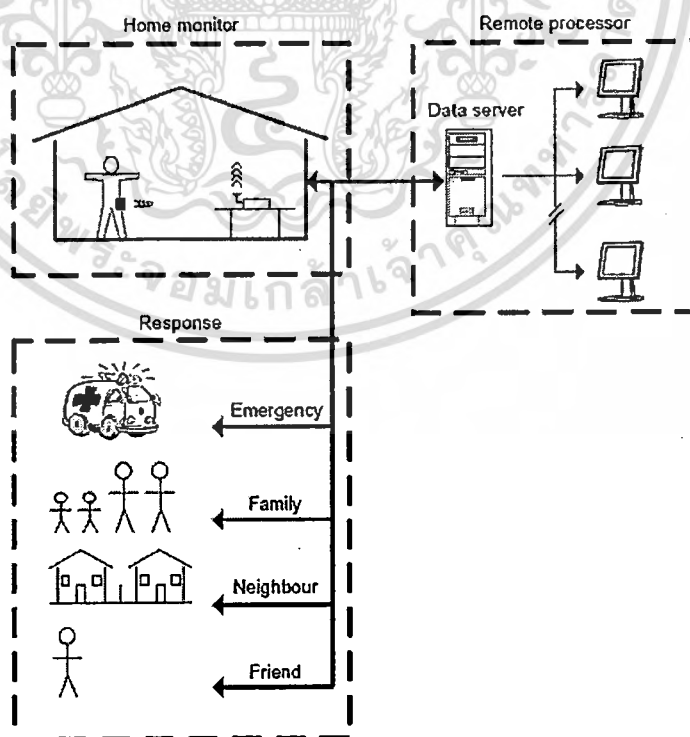 Home monitor
Remote processor
Data server
Response
Emergency
Family
Neighbour
Friend